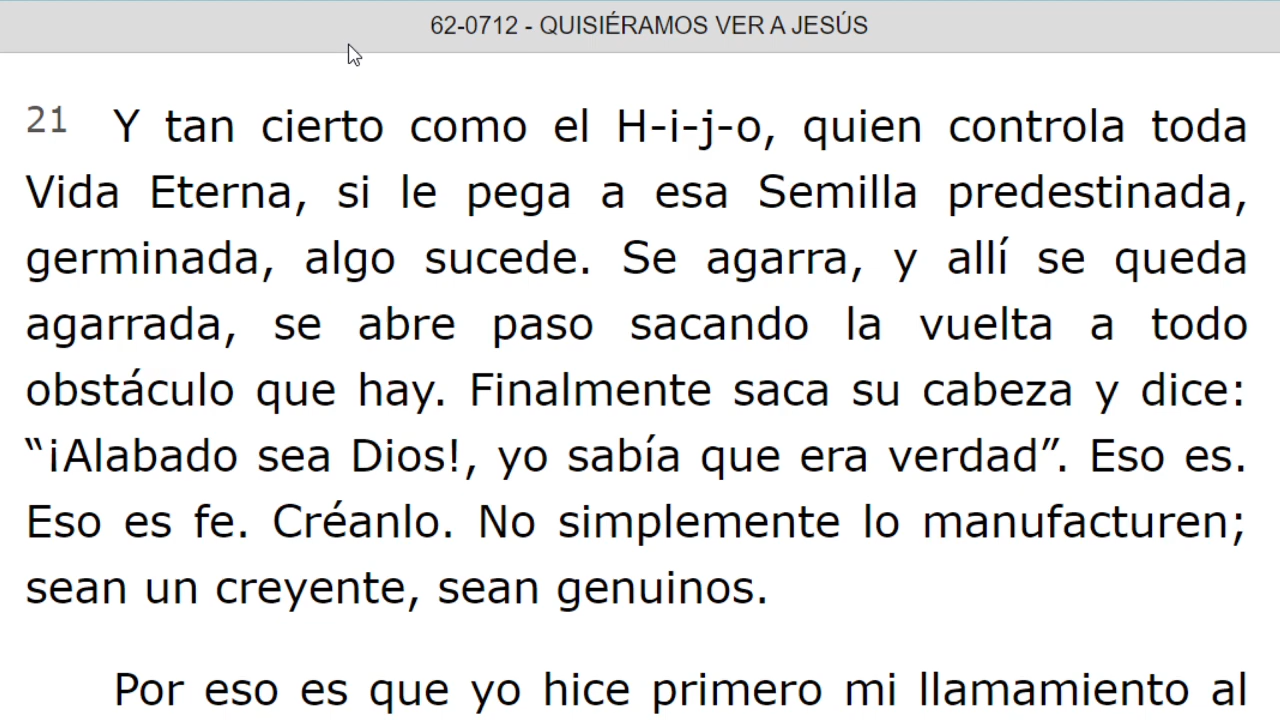 62-0712 - QUISIÉRAMOS VER A JESÚS
21 Y tan cierto como el H-i-j-o, quien controla toda
Vida Eterna, si le pega a esa Semilla predestinada,
germinada, algo sucede. Se agarra, y allí se queda
agarrada, se abre paso sacando la vuelta a todo
obstáculo que hay. Finalmente saca su cabeza y dice:
“¡Alabado sea Dios!, yo sabía que era verdad”. Eso es.
Eso es fe. Créanlo. No simplemente lo manufacturen;
sean un creyente, sean genuinos.
Por eso es que yo hice primero mi llamamiento al